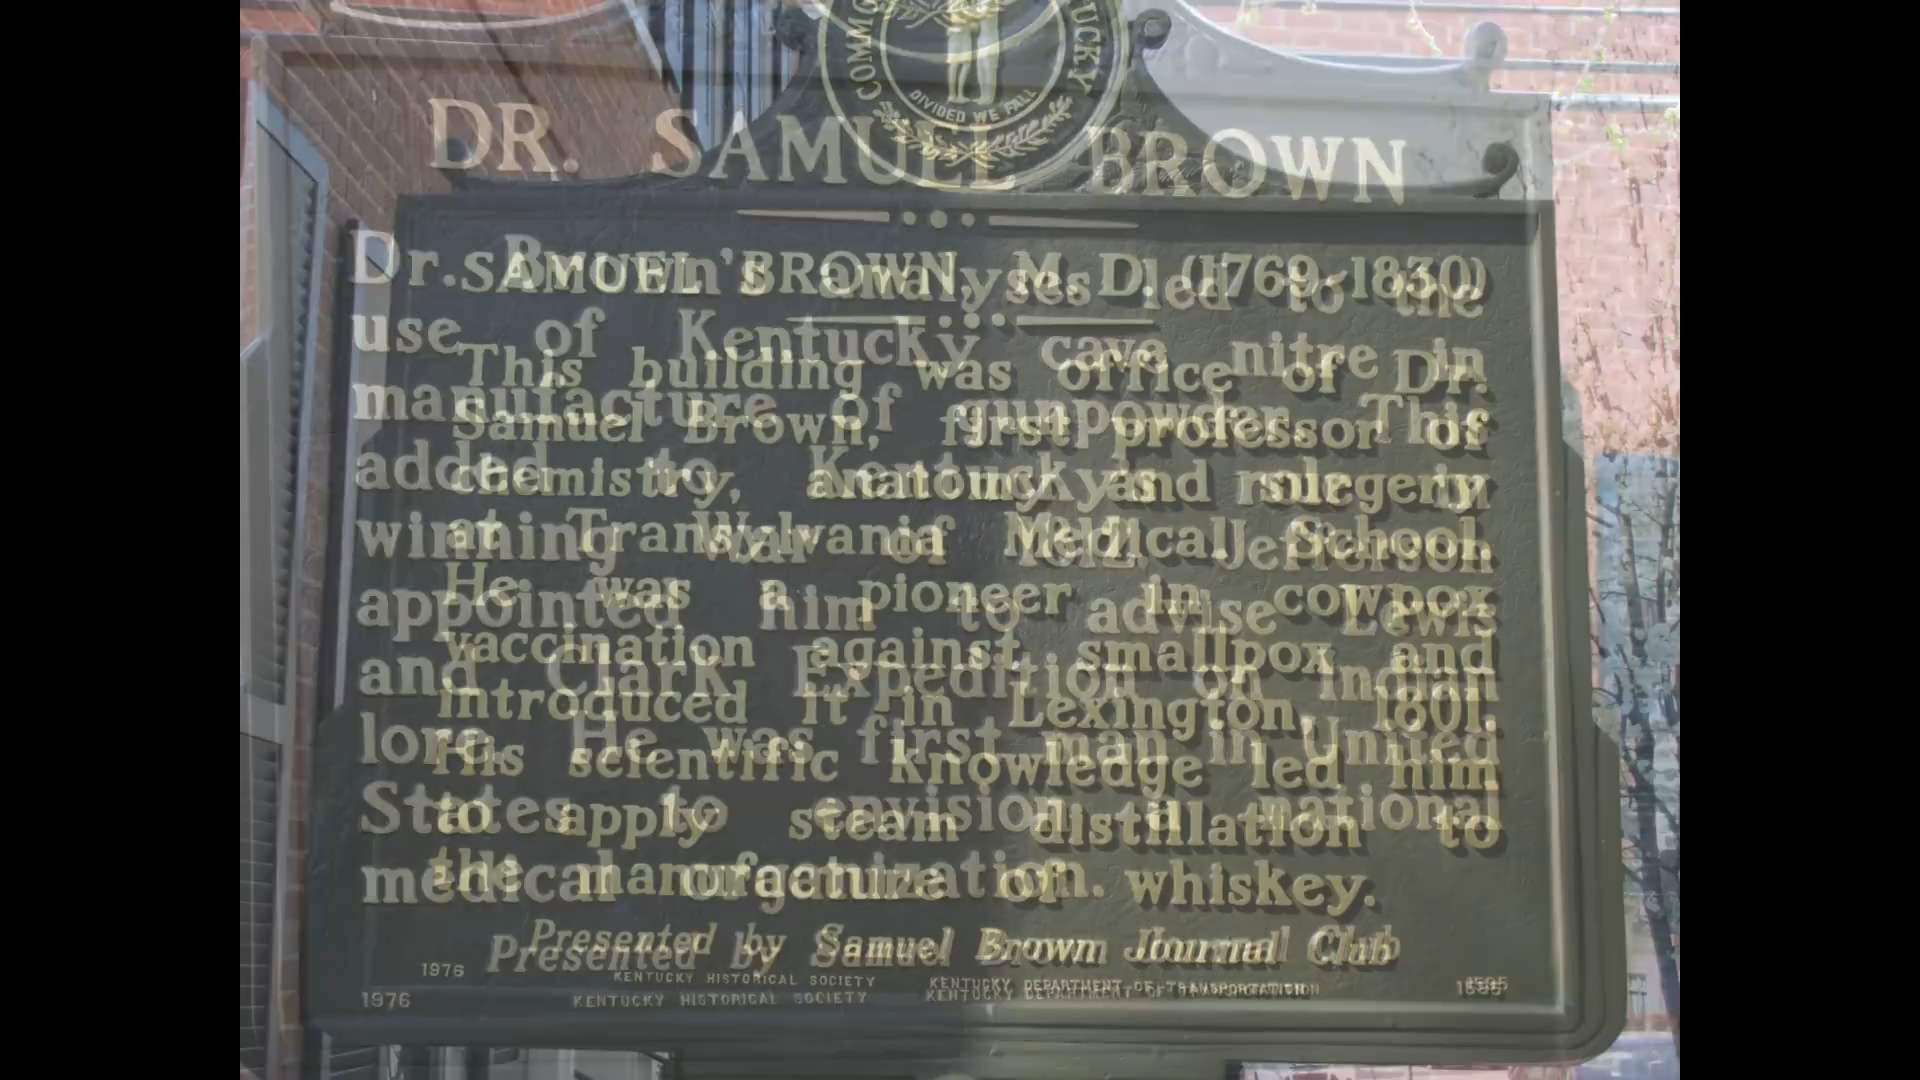 COMMO
UCKY
DIVIDED WE FALL
DR. SAMUEL BROWN
Dr. Brown's analyses led to the
use of Kentucky cave nitre in
manufacture of gunpowder. This
added to Kentucky's role in
winning War of 1812. Jefferson
appointed him to advise Lewis
and Clark Expedition on Indian
lore. He was first man in United
States to envision a national
medical organization.
Presented by Samuel Brown Journal Club
1976 KENTUCKY HISTORICAL SOCIETY KENTUCKY DEPARTMENT OF TRANSPORTATION 1595
SAMUEL BROWN, M. D. (1769-1830)
This building was office of Dr.
Samuel Brown, first professor of
chemistry, anatomy and surgery
at Transylvania Medical School.
He was a pioneer in cowpox
vaccination against smallpox and
introduced it in Lexington, 1801.
His scientific knowledge led him
to apply steam distillation to
the manufacture of whiskey.
Presented by Samuel Brown Journal Club
1976 KENTUCKY HISTORICAL SOCIETY KENTUCKY DEPARTMENT OF TRANSPORTATION 1595